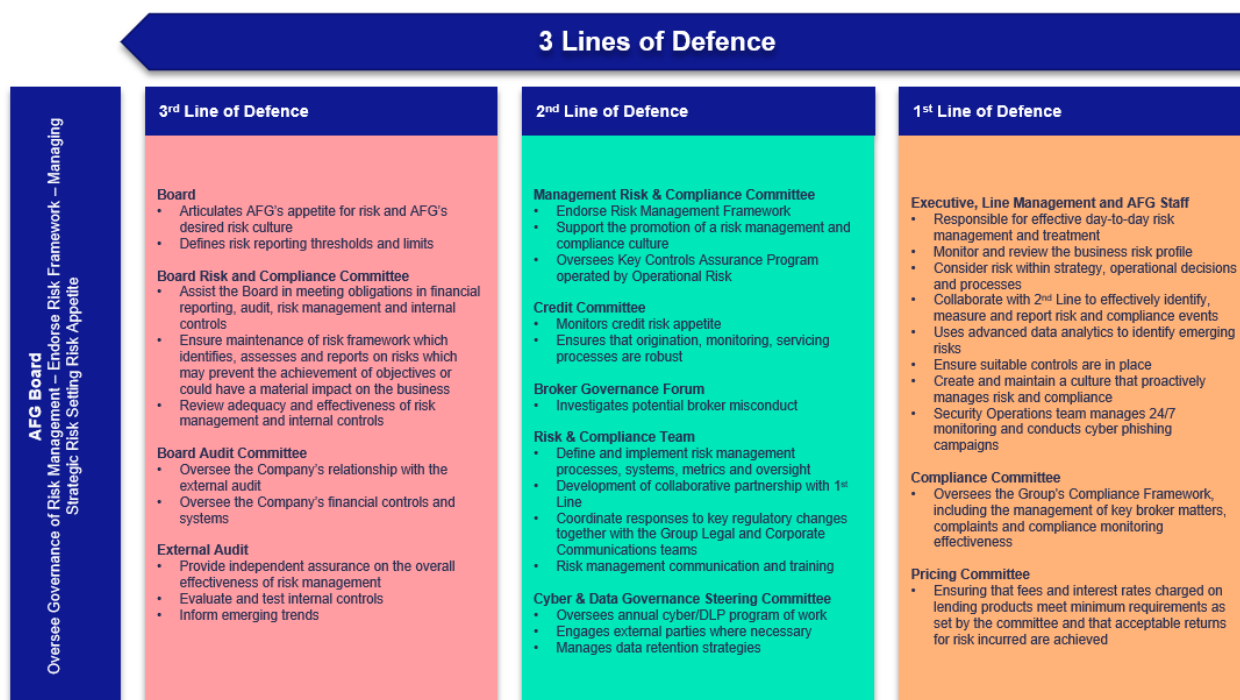 3 Lines of Defence
AFG Board
Oversee Governance of Risk Management – Endorse Risk Framework – Managing
Strategic Risk Setting Risk Appetite
3rd Line of Defence
Board
• Articulates AFG's appetite for risk and AFG's
desired risk culture
• Defines risk reporting thresholds and limits
Board Risk and Compliance Committee
• Assist the Board in meeting obligations in financial
reporting, audit, risk management and internal
controls
• Ensure maintenance of risk framework which
identifies, assesses and reports on risks which
may prevent the achievement of objectives or
could have a material impact on the business
• Review adequacy and effectiveness of risk
management and internal controls
Board Audit Committee
• Oversee the Company's relationship with the
external audit
• Oversee the Company's financial controls and
systems
External Audit
• Provide independent assurance on the overall
effectiveness of risk management
• Evaluate and test internal controls
• Inform emerging trends
2nd Line of Defence
Management Risk & Compliance Committee
• Endorse Risk Management Framework
• Support the promotion of a risk management and
compliance culture
• Oversees Key Controls Assurance Program
operated by Operational Risk
Credit Committee
• Monitors credit risk appetite
• Ensures that origination, monitoring, servicing
processes are robust
Broker Governance Forum
• Investigates potential broker misconduct
Risk & Compliance Team
• Define and implement risk management
processes, systems, metrics and oversight
• Development of collaborative partnership with 1st
Line
• Coordinate responses to key regulatory changes
together with the Group Legal and Corporate
Communications teams
• Risk management communication and training
Cyber & Data Governance Steering Committee
• Oversees annual cyber/DLP program of work
• Engages external parties where necessary
• Manages data retention strategies
1st Line of Defence
Executive, Line Management and AFG Staff
• Responsible for effective day-to-day risk
management and treatment
• Monitor and review the business risk profile
• Consider risk within strategy, operational decisions
and processes
• Collaborate with 2nd Line to effectively identify,
measure and report risk and compliance events
• Uses advanced data analytics to identify emerging
risks
• Ensure suitable controls are in place
• Create and maintain a culture that proactively
manages risk and compliance
• Security Operations team manages 24/7
monitoring and conducts cyber phishing
campaigns
Compliance Committee
• Oversees the Group's Compliance Framework,
including the management of key broker matters,
complaints and compliance monitoring
effectiveness
Pricing Committee
• Ensuring that fees and interest rates charged on
lending products meet minimum requirements as
set by the committee and that acceptable returns
for risk incurred are achieved